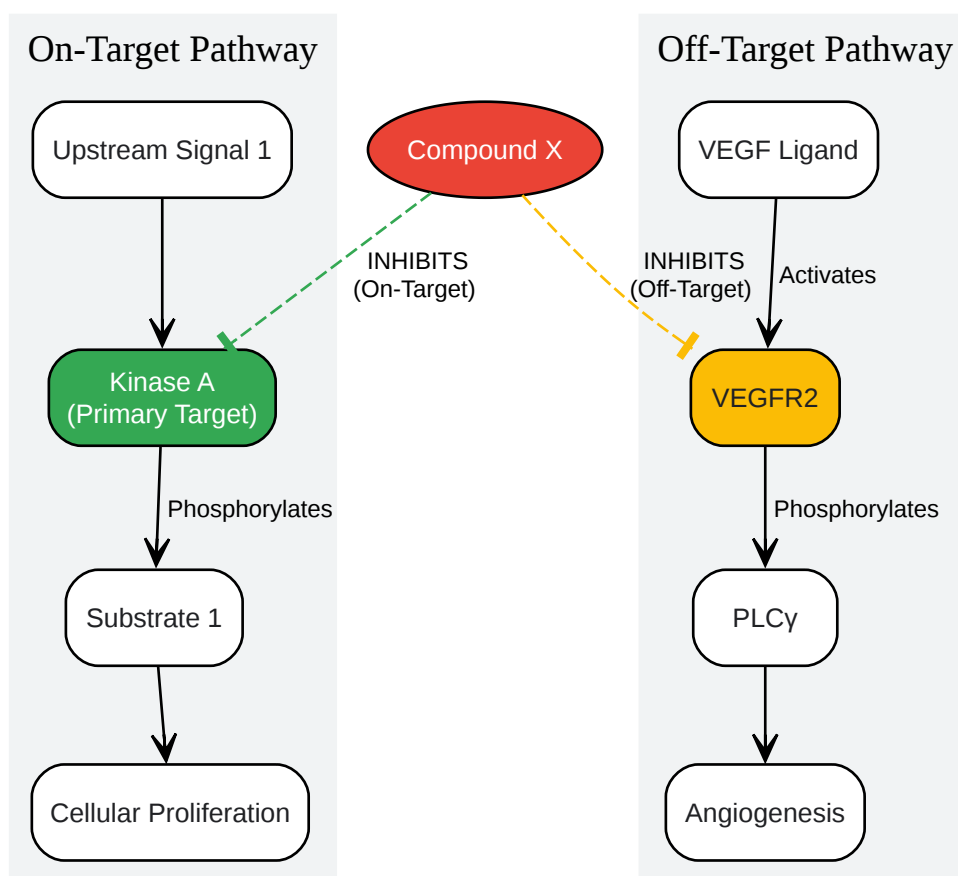 On-Target Pathway
Off-Target Pathway
Upstream Signal 1
Compound X
VEGF Ligand
INHIBITS
(On-Target)
INHIBITS
(Off-Target)
Activates
Kinase A
(Primary Target)
VEGFR2
Phosphorylates
Phosphorylates
Substrate 1
PLCγ
Cellular Proliferation
Angiogenesis